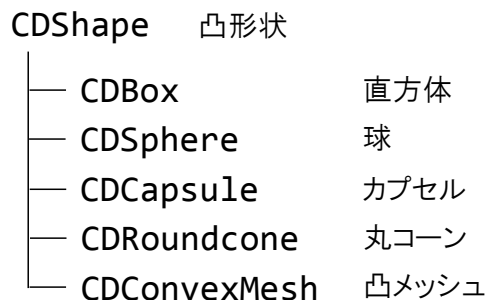 CDShape 凸形状
CDBox 直方体
CDSphere 球
CDCapsule カプセル
CDRoundcone 丸コーン
CDConvexMesh 凸メッシュ